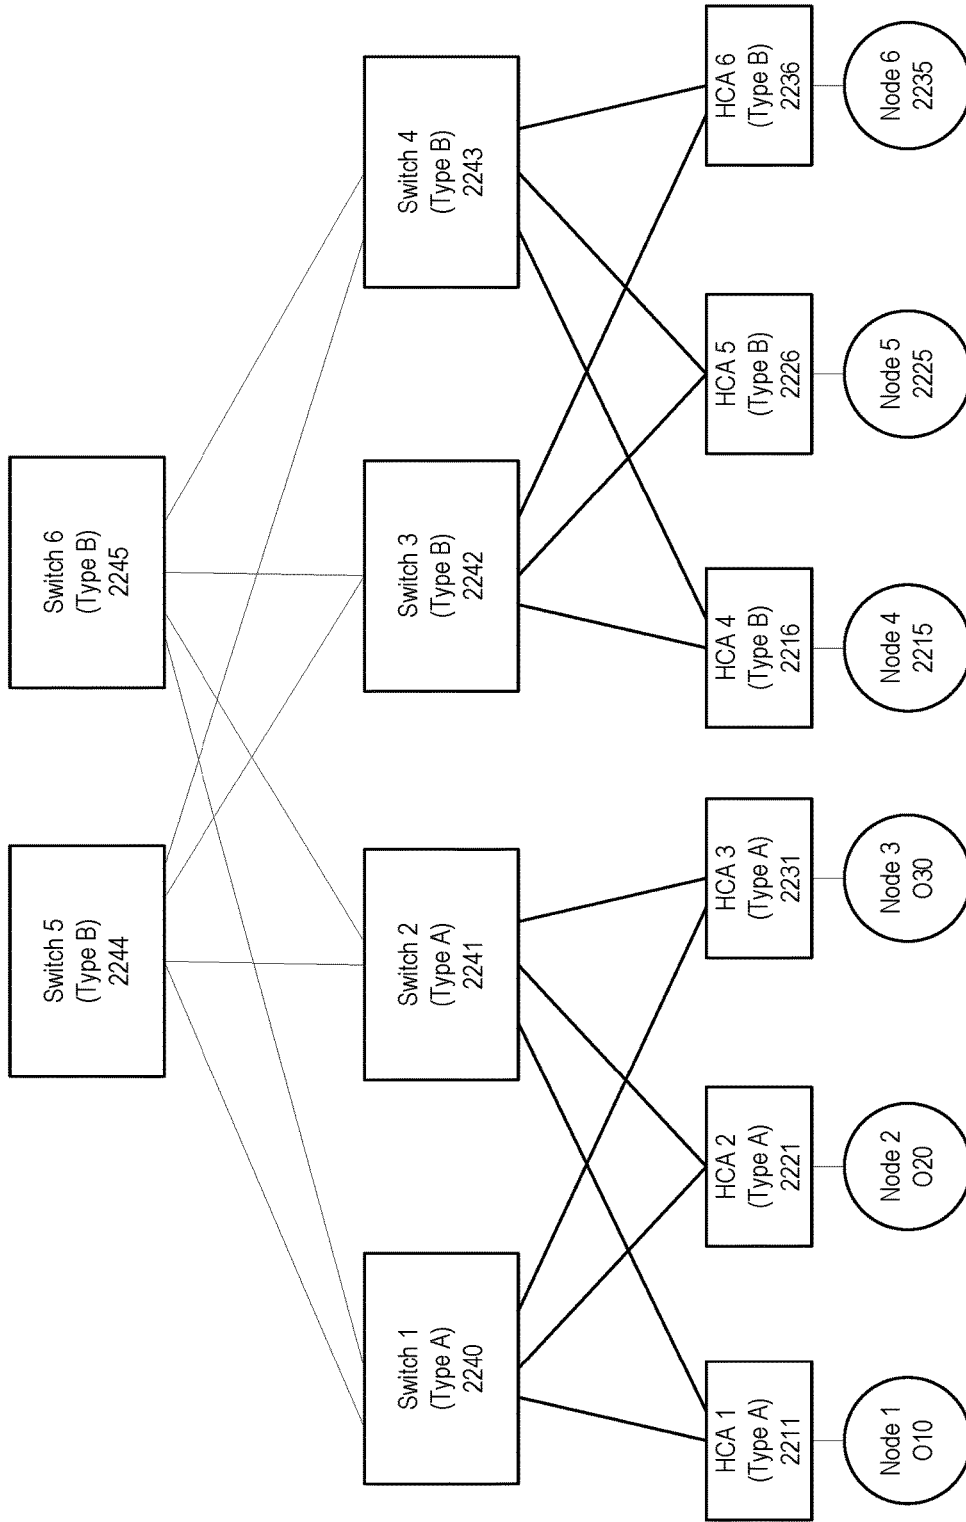 Switch 5
(Type B)
2244
Switch 6
(Type B)
2245
Switch 1
(Type A)
2240
Switch 2
(Type A)
2241
Switch 3
(Type B)
2242
Switch 4
(Type B)
2243
HCA 1
(Type A)
2211
HCA 2
(Type A)
2221
HCA 3
(Type A)
2231
HCA 4
(Type B)
2216
HCA 5
(Type B)
2226
HCA 6
(Type B)
2236
Node 1
O10
Node 2
O20
Node 3
O30
Node 4
2215
Node 5
2225
Node 6
2235